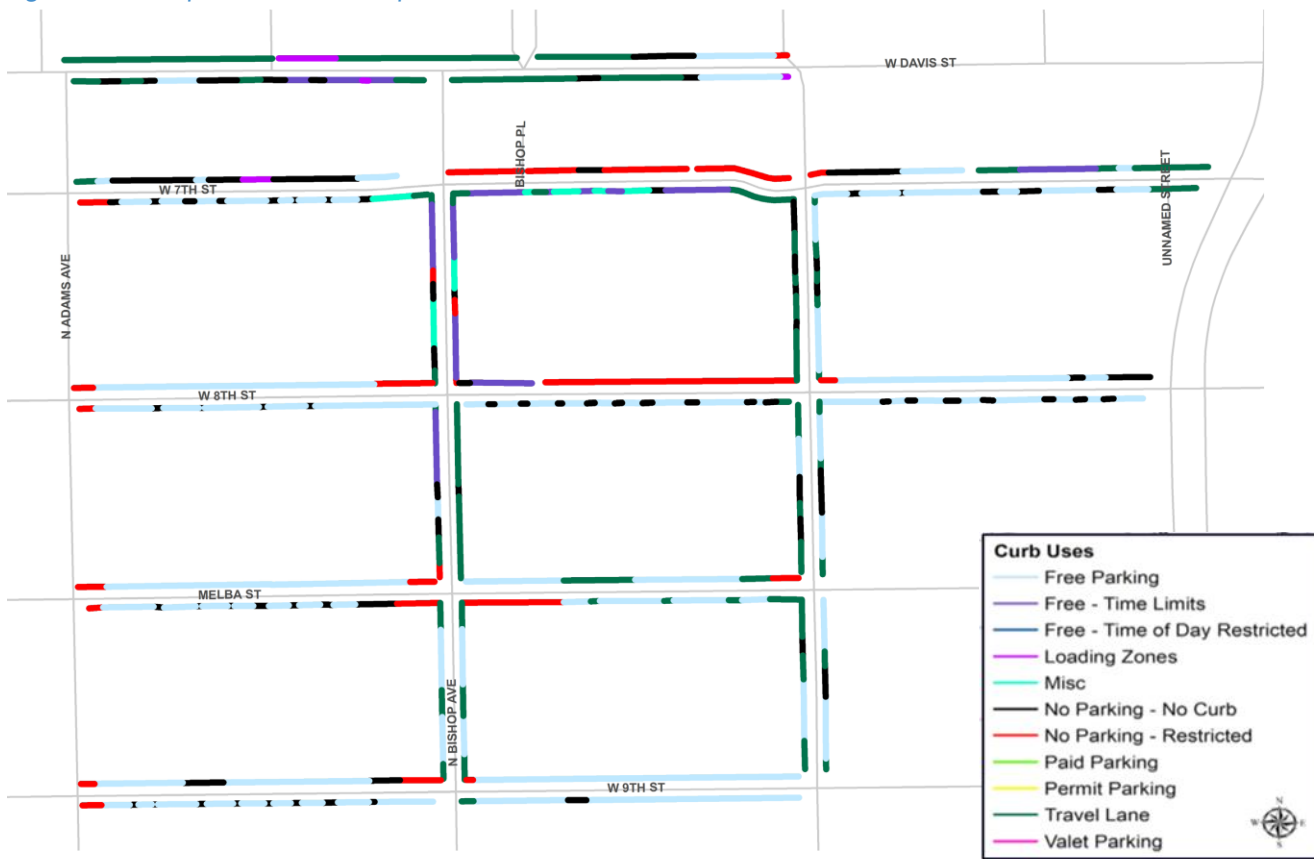 W DAVIS ST
BISHOP PL
UNNAMED STREET
W 7TH ST
N ADAMS AVE
W 8TH ST
MELBA ST
N BISHOP AVE
W 9TH ST
Curb Uses
Free Parking
Free - Time Limits
Free - Time of Day Restricted
Loading Zones
Misc
No Parking - No Curb
No Parking - Restricted
Paid Parking
Permit Parking
Travel Lane
Valet Parking
N
W
E
S